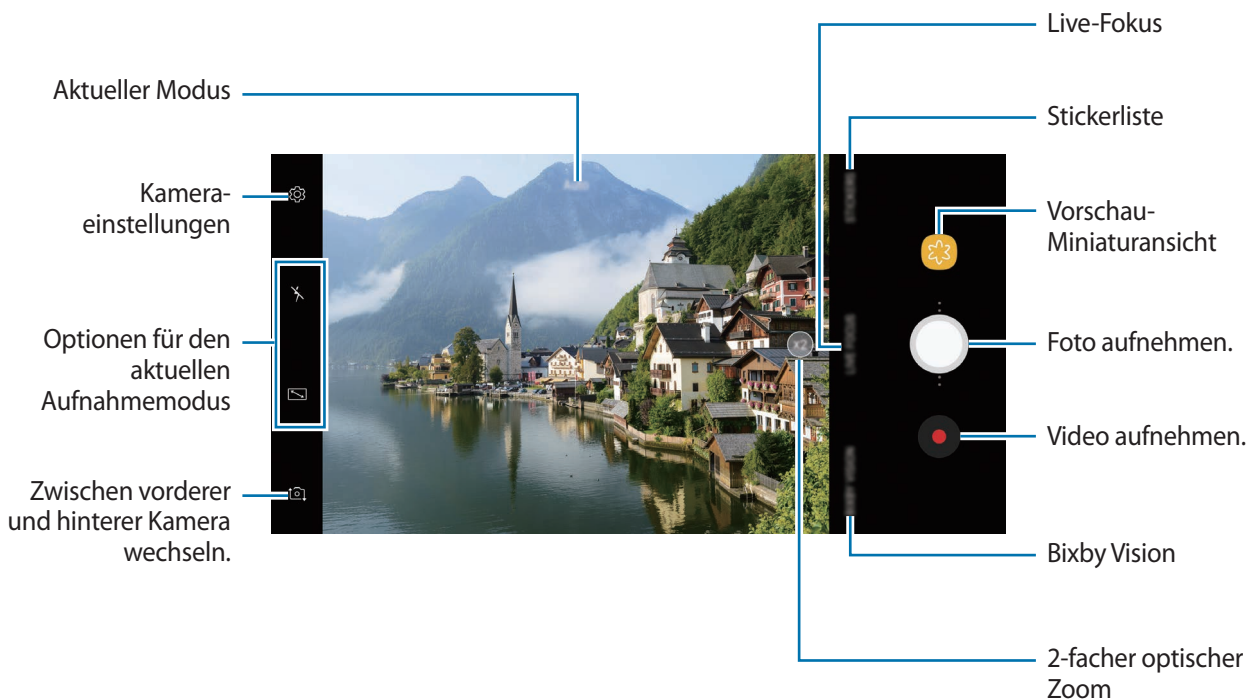 Aktueller Modus
Kamera-
einstellungen
Optionen für den
aktuellen
Aufnahmemodus
Zwischen vorderer
und hinterer Kamera
wechseln.
x2
Live-Fokus
Stickerliste
Vorschau-
Miniaturansicht
Foto aufnehmen.
Video aufnehmen.
Bixby Vision
2-facher optischer
Zoom